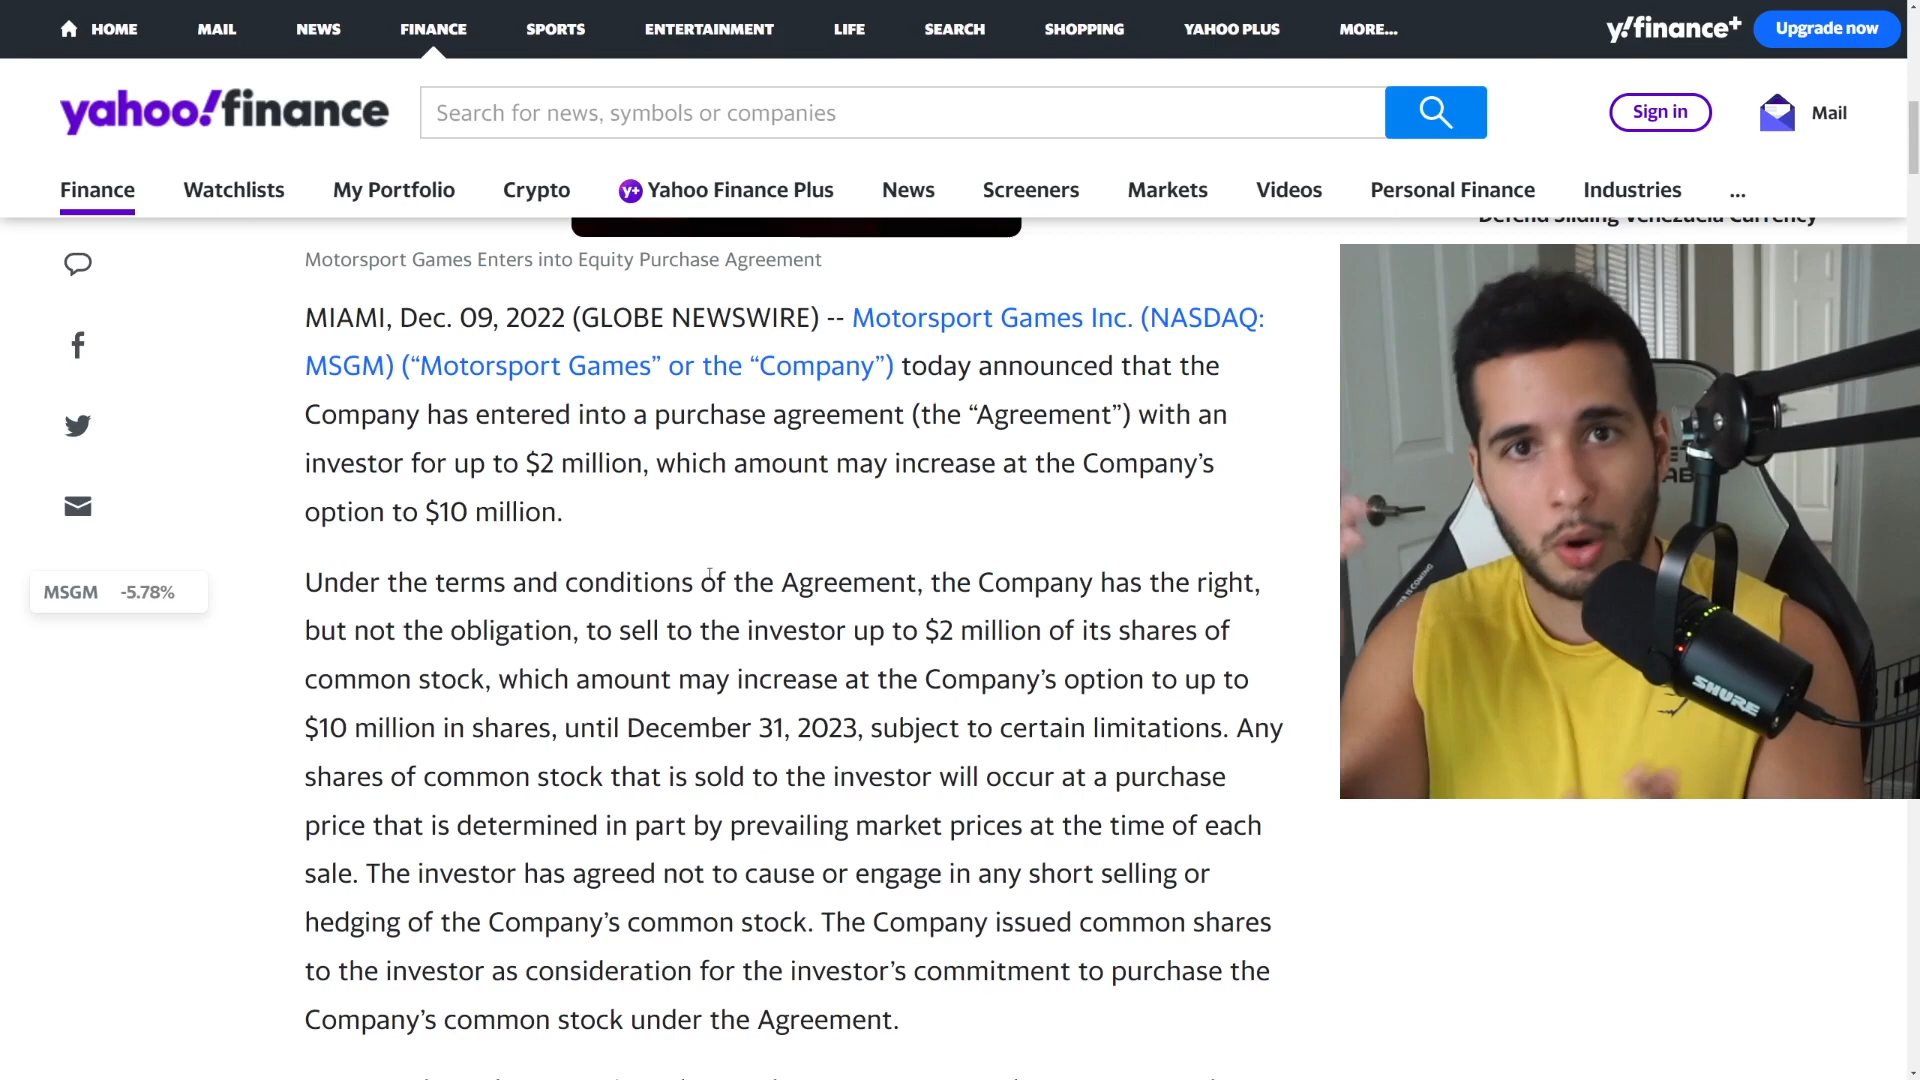 HOME MAIL NEWS FINANCE SPORTS ENTERTAINMENT LIFE SEARCH SHOPPING YAHOO PLUS MORE... y!finance+ Upgrade now
yahoo!finance Search for news, symbols or companies Sign in Mail
Finance Watchlists My Portfolio Crypto y+ Yahoo Finance Plus News Screeners Markets Videos Personal Finance Industries ...
Defend Sliding Venezuela Currency
Motorsport Games Enters into Equity Purchase Agreement
MIAMI, Dec. 09, 2022 (GLOBE NEWSWIRE) -- Motorsport Games Inc. (NASDAQ:
MSGM) (“Motorsport Games” or the “Company”) today announced that the
Company has entered into a purchase agreement (the “Agreement”) with an
investor for up to $2 million, which amount may increase at the Company’s
option to $10 million.
MSGM -5.78%
Under the terms and conditions of the Agreement, the Company has the right,
but not the obligation, to sell to the investor up to $2 million of its shares of
common stock, which amount may increase at the Company’s option to up to
$10 million in shares, until December 31, 2023, subject to certain limitations. Any
shares of common stock that is sold to the investor will occur at a purchase
price that is determined in part by prevailing market prices at the time of each
sale. The investor has agreed not to cause or engage in any short selling or
hedging of the Company’s common stock. The Company issued common shares
to the investor as consideration for the investor’s commitment to purchase the
Company’s common stock under the Agreement.
SHURE